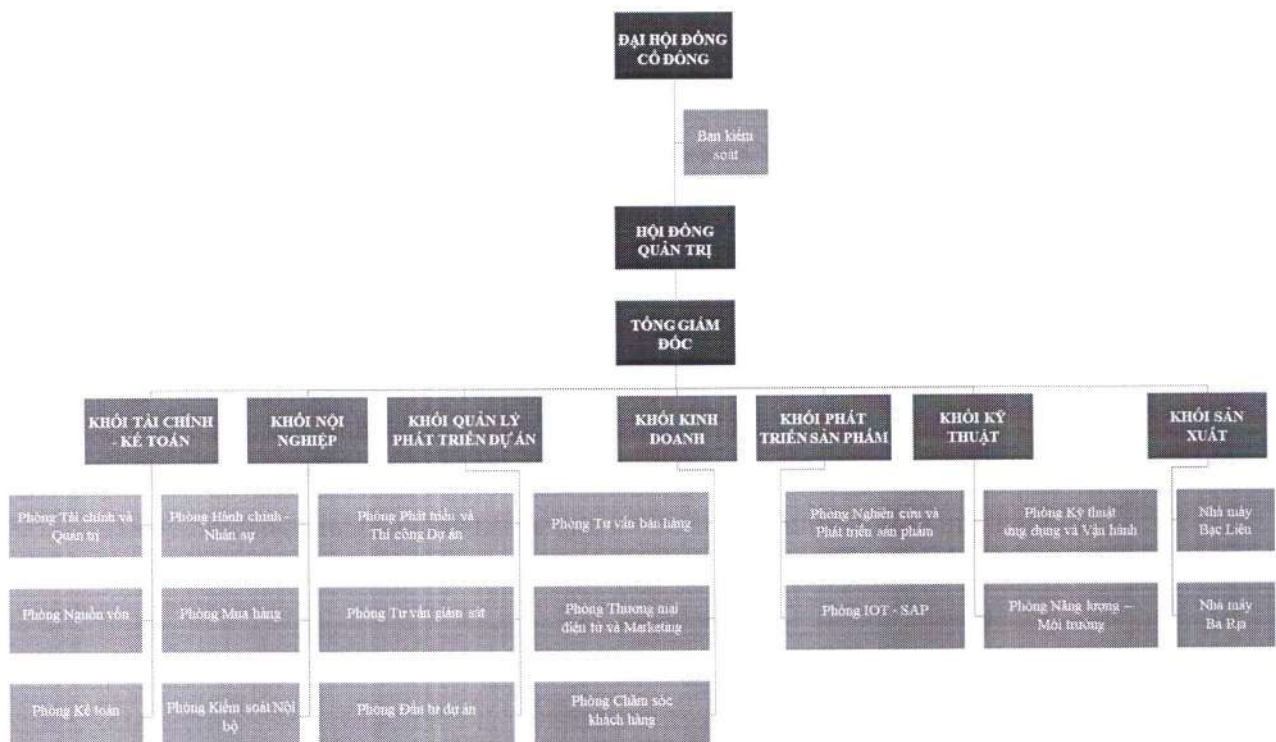 ĐẠI HỘI ĐỒNG
CỔ ĐÔNG
Ban kiểm
soát
HỘI ĐỒNG
QUẢN TRỊ
TỔNG GIÁM
ĐỐC
KHỐI TÀI CHÍNH
- KẾ TOÁN
KHỐI NỘI
NGHIỆP
KHỐI QUẢN LÝ
PHÁT TRIỂN DỰ ÁN
KHỐI KINH
DOANH
KHỐI PHÁT
TRIỂN SẢN PHẨM
KHỐI KỸ
THUẬT
KHỐI SẢN
XUẤT
Phòng Tài chính và
Quản trị
Phòng Hành chính -
Nhân sự
Phòng Phát triển và
Thi công Dự án
Phòng Tư vấn bán hàng
Phòng Nghiên cứu và
Phát triển sản phẩm
Phòng Kỹ thuật
ứng dụng và Vận hành
Nhà máy
Bạc Liêu
Phòng Nguồn vốn
Phòng Mua hàng
Phòng Tư vấn giám sát
Phòng Thương mại
điện tử và Marketing
Phòng IOT - SAP
Phòng Năng lượng –
Môi trường
Nhà máy
Bà Rịa
Phòng Kế toán
Phòng Kiểm soát Nội
bộ
Phòng Đầu tư dự án
Phòng Chăm sóc
khách hàng